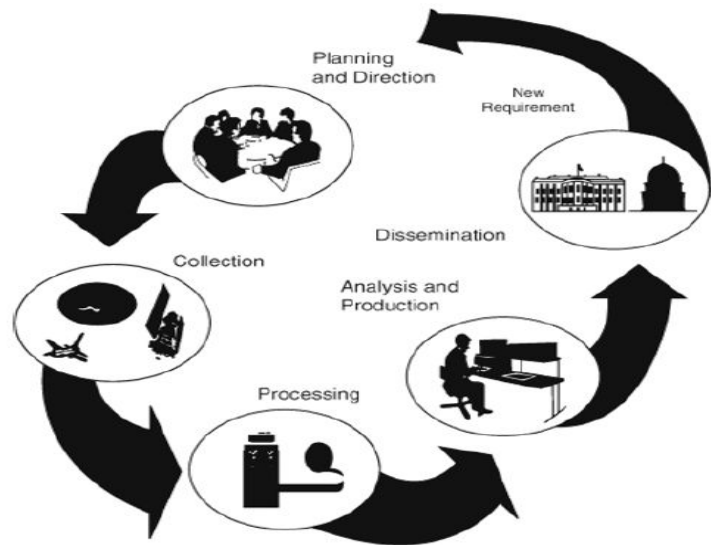 Planning
and Direction
New
Requirement
Dissemination
Collection
Analysis and
Production
Processing